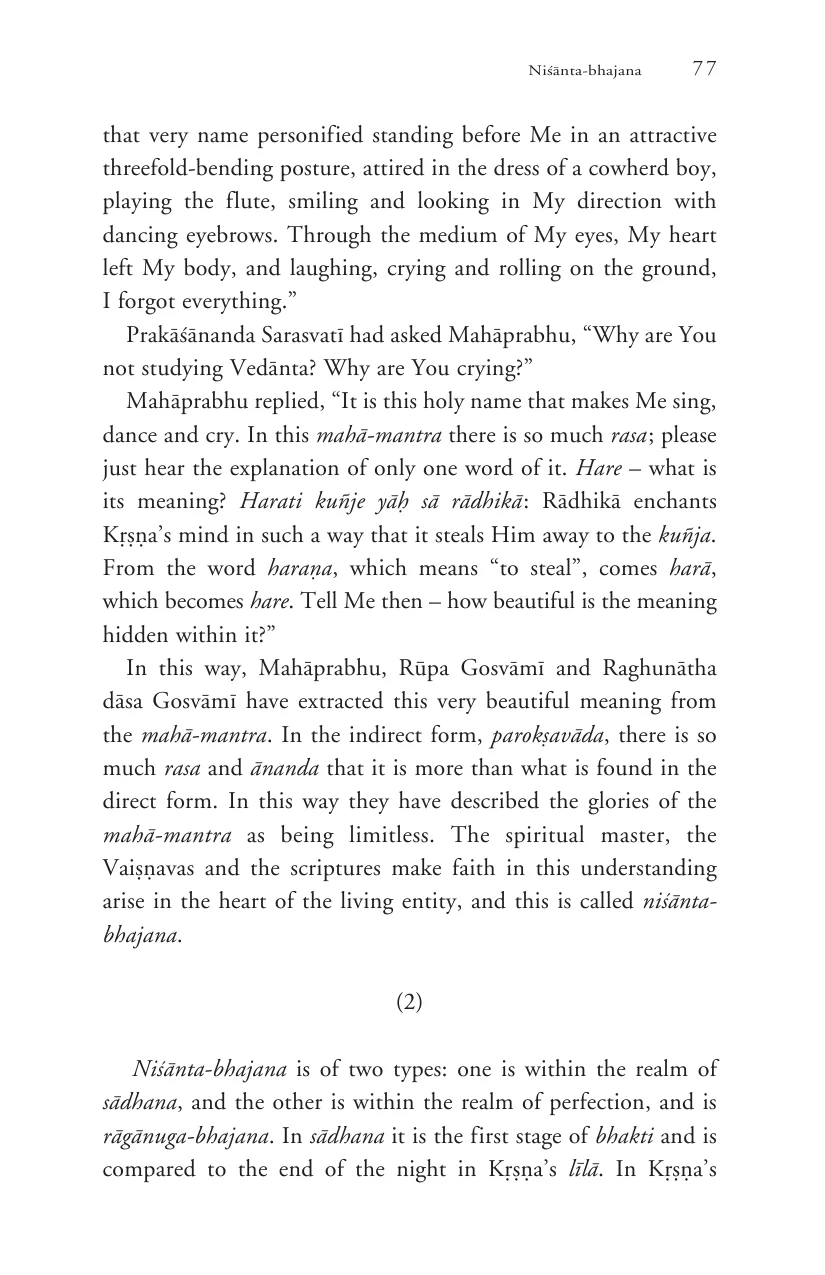 Niśānta-bhajana 77
that very name personified standing before Me in an attractive
threefold-bending posture, attired in the dress of a cowherd boy,
playing the flute, smiling and looking in My direction with
dancing eyebrows. Through the medium of My eyes, My heart
left My body, and laughing, crying and rolling on the ground,
I forgot everything.”
Prakāśānanda Sarasvatī had asked Mahāprabhu, “Why are You
not studying Vedānta? Why are You crying?”
Mahāprabhu replied, “It is this holy name that makes Me sing,
dance and cry. In this mahā-mantra there is so much rasa; please
just hear the explanation of only one word of it. Hare – what is
its meaning? Harati kuñje yāḥ sā rādhikā: Rādhikā enchants
Kṛṣṇa’s mind in such a way that it steals Him away to the kuñja.
From the word haraṇa, which means “to steal”, comes harā,
which becomes hare. Tell Me then – how beautiful is the meaning
hidden within it?”
In this way, Mahāprabhu, Rūpa Gosvāmī and Raghunātha
dāsa Gosvāmī have extracted this very beautiful meaning from
the mahā-mantra. In the indirect form, parokṣavāda, there is so
much rasa and ānanda that it is more than what is found in the
direct form. In this way they have described the glories of the
mahā-mantra as being limitless. The spiritual master, the
Vaiṣṇavas and the scriptures make faith in this understanding
arise in the heart of the living entity, and this is called niśānta-
bhajana.
(2)
Niśānta-bhajana is of two types: one is within the realm of
sādhana, and the other is within the realm of perfection, and is
rāgānuga-bhajana. In sādhana it is the first stage of bhakti and is
compared to the end of the night in Kṛṣṇa’s līlā. In Kṛṣṇa’s